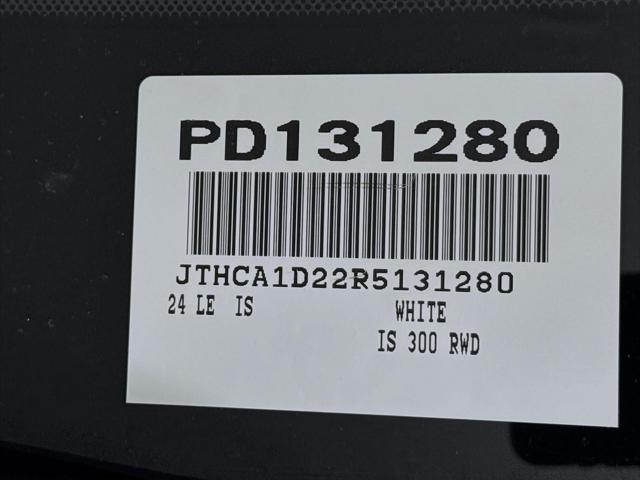 PD131280
JTHCA1D22R5131280
24 LE IS WHITE
IS 300 RWD